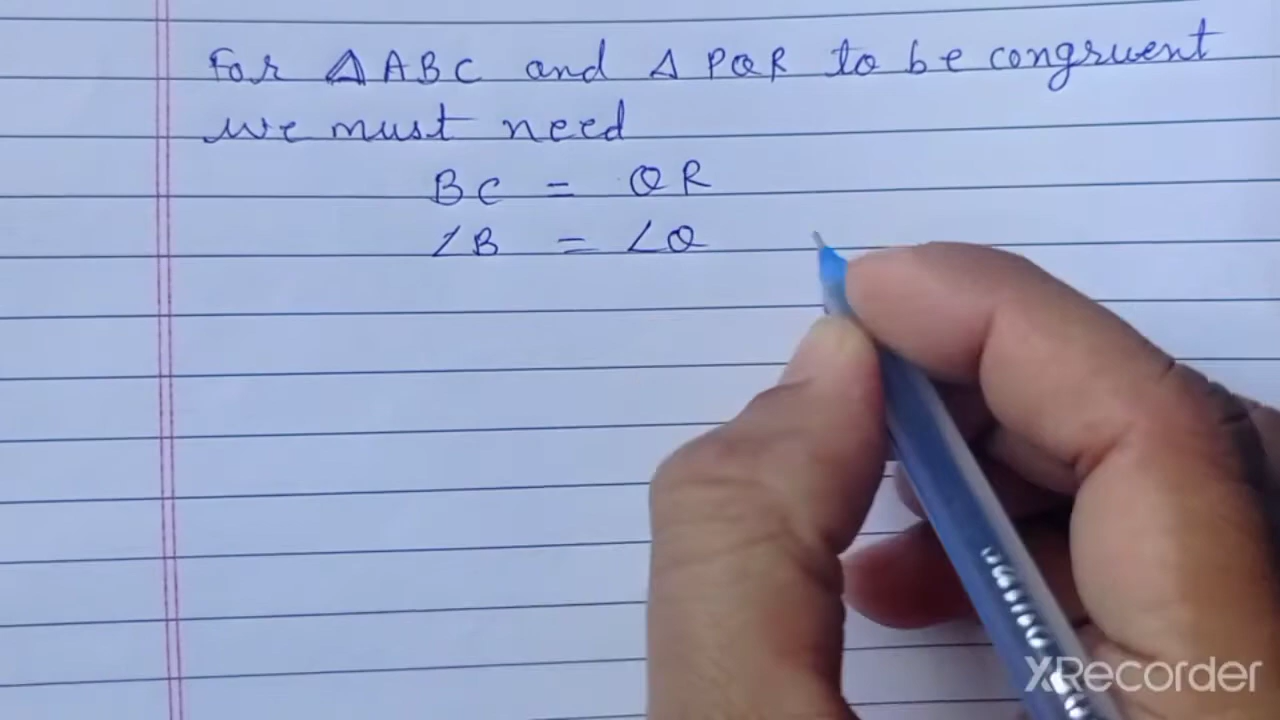 For △ABC and △PQR to be congruent
we must need
BC = QR
∠B = ∠Q
XRecorder